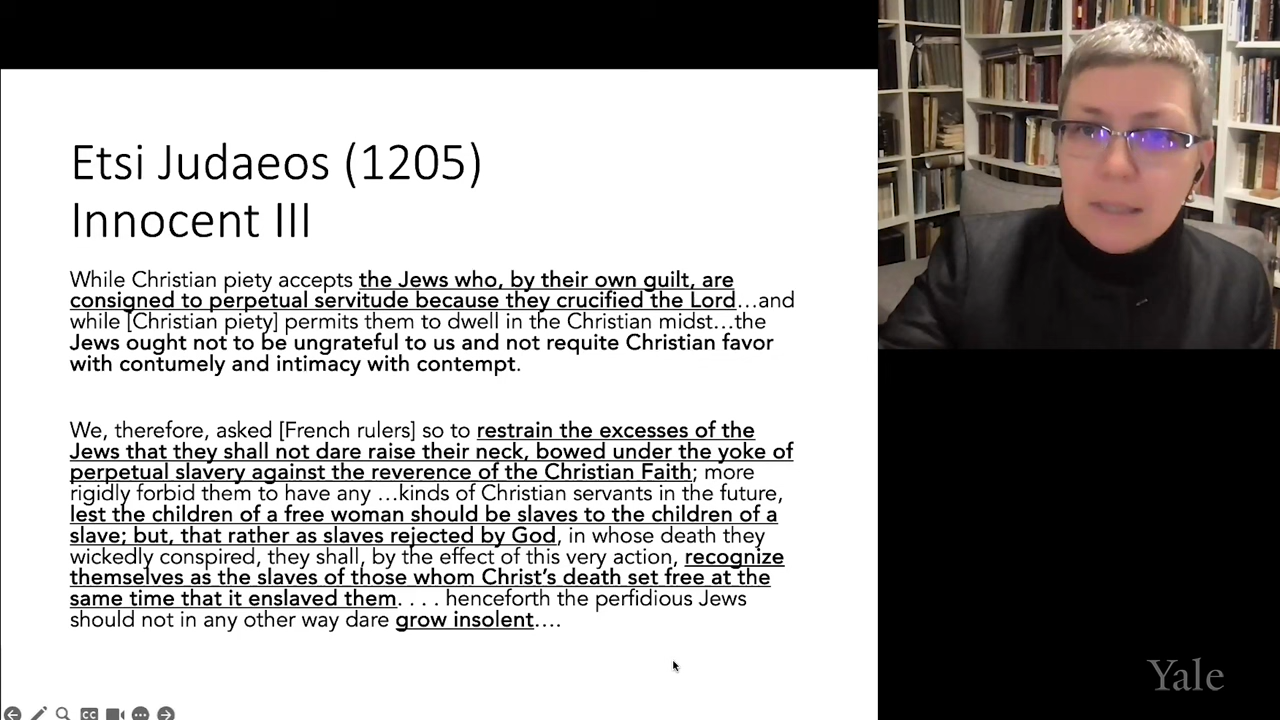 Etsi Judaeos (1205)
Innocent III
While Christian piety accepts the Jews who, by their own guilt, are
consigned to perpetual servitude because they crucified the Lord…and
while [Christian piety] permits them to dwell in the Christian midst…the
Jews ought not to be ungrateful to us and not requite Christian favor
with contumely and intimacy with contempt.
We, therefore, asked [French rulers] so to restrain the excesses of the
Jews that they shall not dare raise their neck, bowed under the yoke of
perpetual slavery against the reverence of the Christian Faith; more
rigidly forbid them to have any …kinds of Christian servants in the future,
lest the children of a free woman should be slaves to the children of a
slave; but, that rather as slaves rejected by God, in whose death they
wickedly conspired, they shall, by the effect of this very action, recognize
themselves as the slaves of those whom Christ’s death set free at the
same time that it enslaved them. . . . henceforth the perfidious Jews
should not in any other way dare grow insolent….
CC
Yale